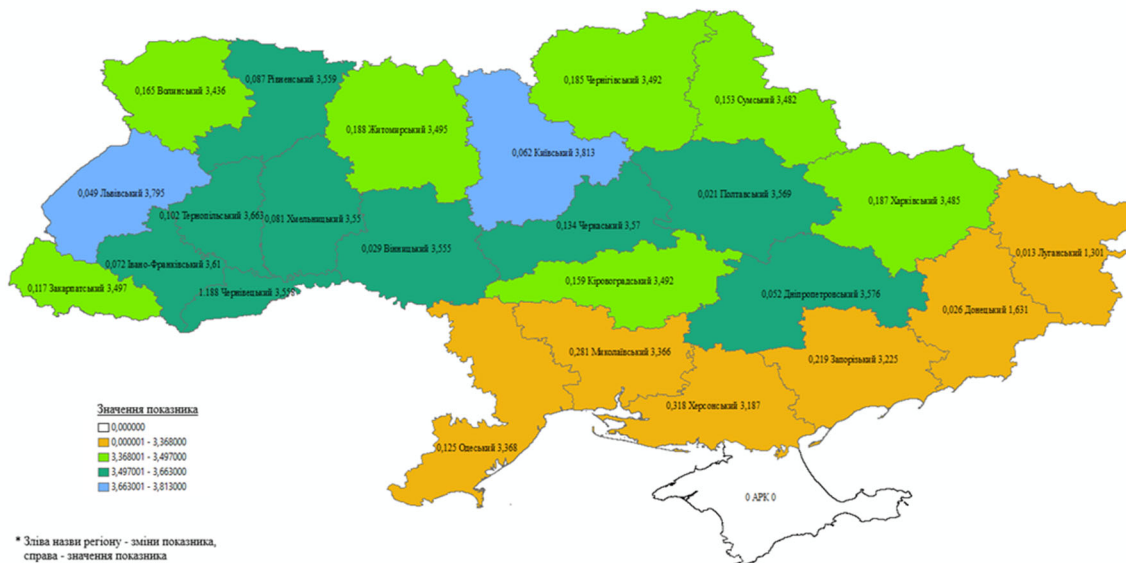 0,185 Чернігівський 3,492
0,087 Рівненський 3,559
0,165 Волинський 3,436
0,153 Сумський 3,482
0,188 Житомирський 3,495
0,062 Київський 3,813
0,049 Львівський 3,795
0,021 Полтавський 3,569
0,187 Харківський 3,485
0,102 Тернопільський 3,663
0,081 Хмельницький 3,55
0,134 Черкаський 3,57
0,029 Вінницький 3,555
0,013 Луганський 1,301
0,072 Івано-Франківський 3,61
0,117 Закарпатський 3,497
1.188 Чернівецький 3,558
0,159 Кіровоградський 3,492
0,052 Дніпропетровський 3,576
0,026 Донецький 1,631
0,281 Миколаївський 3,366
0,219 Запорізький 3,225
0,318 Херсонський 3,187
0,125 Одеський 3,368
0 АРК 0
Значення показника
0,000000
0,000001 - 3,368000
3,368001 - 3,497000
3,497001 - 3,663000
3,663001 - 3,813000
* Зліва назви регіону - зміни показника,
справа - значення показника